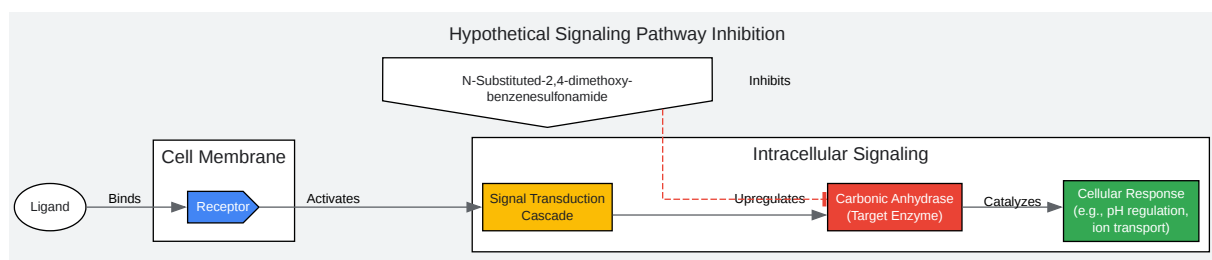 Hypothetical Signaling Pathway Inhibition
N-Substituted-2,4-dimethoxy-
benzenesulfonamide
Inhibits
Cell Membrane
Intracellular Signaling
Ligand
Binds
Receptor
Activates
Signal Transduction
Cascade
Upregulates
Carbonic Anhydrase
(Target Enzyme)
Catalyzes
Cellular Response
(e.g., pH regulation,
ion transport)